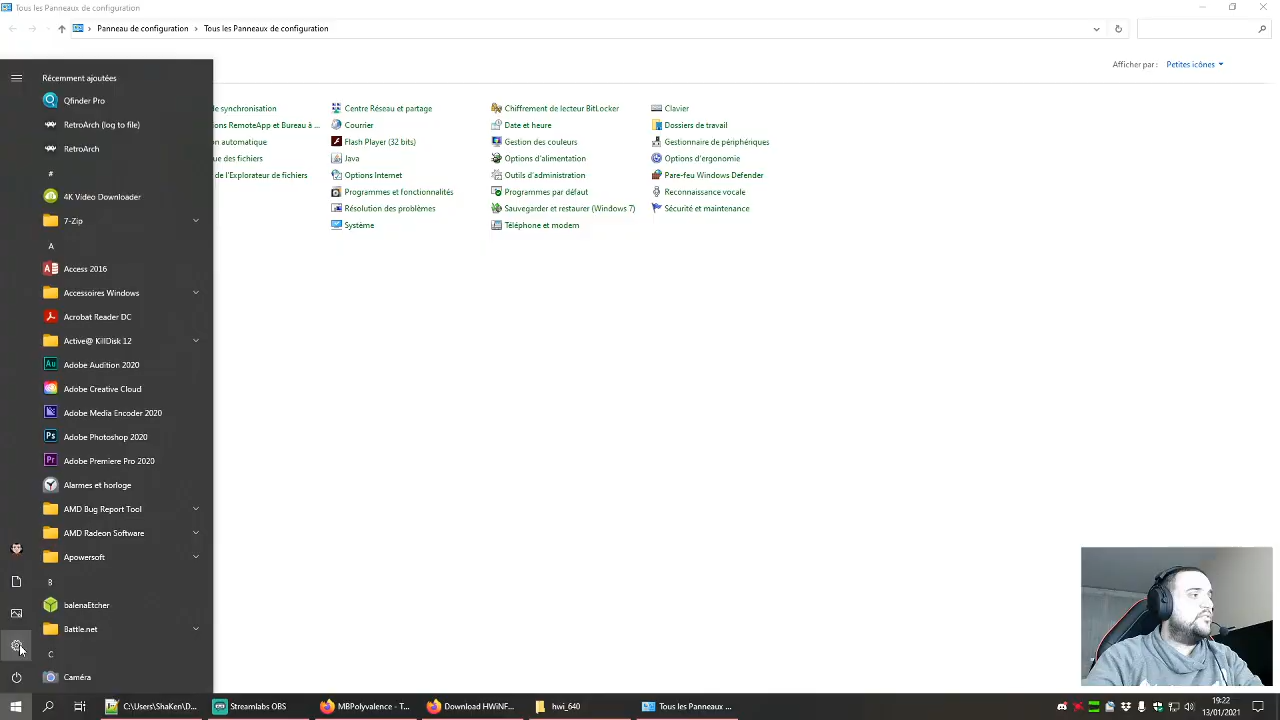 Tous les Panneaux de configuration
Panneau de configuration > Tous les Panneaux de configuration
Afficher par : Petites icônes
Récemment ajoutées
Qfinder Pro
RetroArch (log to file)
RetroArch
#
4K Video Downloader
7-Zip
A
Access 2016
Accessoires Windows
Acrobat Reader DC
Active@ KillDisk 12
Adobe Audition 2020
Adobe Creative Cloud
Adobe Media Encoder 2020
Adobe Photoshop 2020
Adobe Premiere Pro 2020
Alarmes et horloge
AMD Bug Report Tool
AMD Radeon Software
Apowersoft
B
balenaEtcher
Battle.net
C
Caméra
de synchronisation
ons RemoteApp et Bureau à ...
on automatique
ue des fichiers
de l'Explorateur de fichiers
Centre Réseau et partage
Courrier
Flash Player (32 bits)
Java
Options Internet
Programmes et fonctionnalités
Résolution des problèmes
Système
Chiffrement de lecteur BitLocker
Date et heure
Gestion des couleurs
Options d'alimentation
Outils d'administration
Programmes par défaut
Sauvegarder et restaurer (Windows 7)
Téléphone et modem
Clavier
Dossiers de travail
Gestionnaire de périphériques
Options d'ergonomie
Pare-feu Windows Defender
Reconnaissance vocale
Sécurité et maintenance
C:\Users\ShaKen\D...
Streamlabs OBS
MBPolyvalence - T...
Download HWiNF...
hwi_640
Tous les Panneaux ...
19:22
13/01/2021